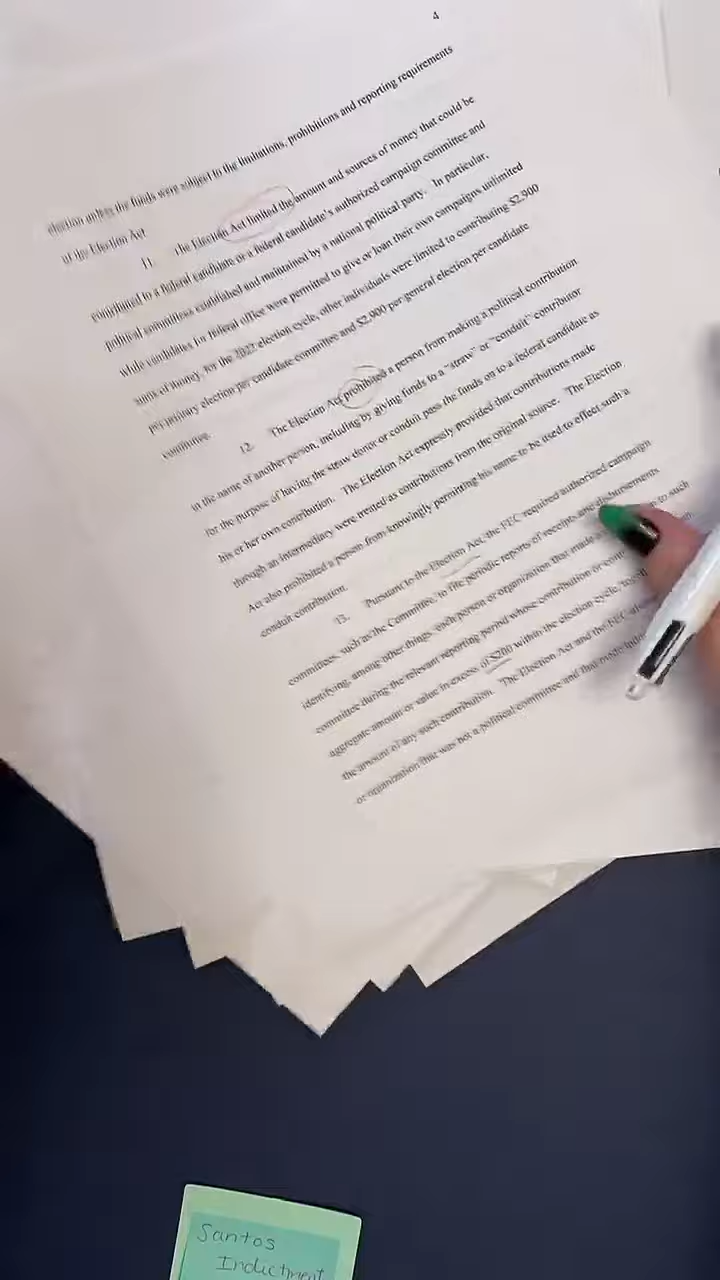 4
election unless the funds were subject to the limitations, prohibitions and reporting requirements
of the Election Act.
11. The Election Act limited the amount and sources of money that could be
contributed to a federal candidate or a federal candidate's authorized campaign committee and
political committees established and maintained by a national political party. In particular,
while candidates for federal office were permitted to give or loan their own campaigns unlimited
sums of money, for the 2022 election cycle, other individuals were limited to contributing $2,900
per primary election per candidate committee and $2,900 per general election per candidate
committee.
12. The Election Act prohibited a person from making a political contribution
in the name of another person, including by giving funds to a "straw" or "conduit" contributor
for the purpose of having the straw donor or conduit pass the funds on to a federal candidate as
his or her own contribution. The Election Act expressly provided that contributions made
through an intermediary were treated as contributions from the original source. The Election
Act also prohibited a person from knowingly permitting his name to be used to effect such a
conduit contribution.
13. Pursuant to the Election Act, the FEC required authorized campaign
committees, such as the Committee, to file periodic reports of receipts and disbursements
identifying, among other things, each person or organization that made a to such
committee during the relevant reporting period whose contribution or
aggregate amount or value in excess of $200 within the election cycle,
the amount of any such contribution. The Election Act and the FEC
or organization that was not a political committee and that made
Santos
Indictment